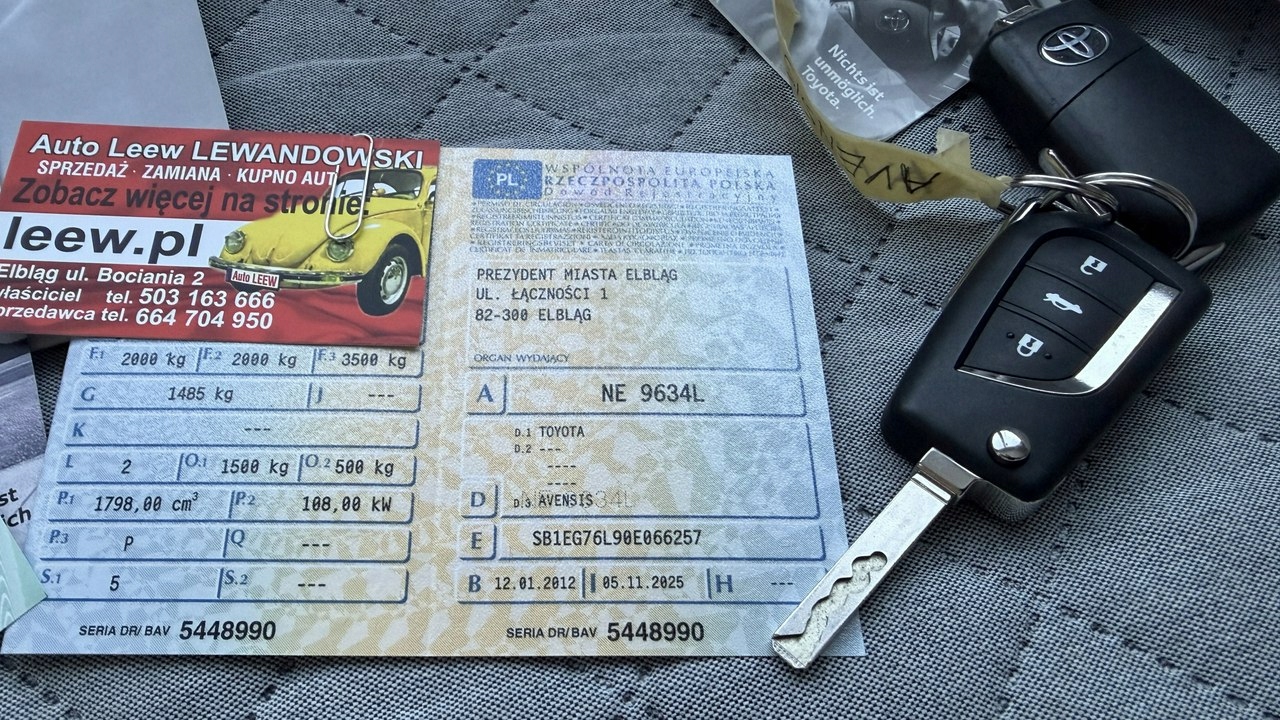 Auto Leew LEWANDOWSKI
SPRZEDAŻ · ZAMIANA · KUPNO AUT
Zobacz więcej na stronie:
leew.pl
Elbląg ul. Bociania 2
właściciel tel. 503 163 666
przedawca tel. 664 704 950
Auto LEEW
F.1 2000 kg F.2 2000 kg F.3 3500 kg
G 1485 kg J ---
K ---
L 2 O.1 1500 kg O.2 500 kg
P.1 1798,00 cm³ P.2 108,00 kW
P.3 P Q ---
S.1 5 S.2 ---
SERIA DR/BAV 5448990
PL
WSPÓLNOTA EUROPEJSKA
RZECZPOSPOLITA POLSKA
PREZYDENT MIASTA ELBLĄG
UL. ŁĄCZNOŚCI 1
82-300 ELBLĄG
ORGAN WYDAJĄCY
A NE 9634L
D.1 TOYOTA
D.2 ---
----
----
D D.3 AVENSIS
E SB1EG76L90E066257
B 12.01.2012 I 05.11.2025 H ---
SERIA DR/BAV 5448990
Nichts ist
unmöglich.
Toyota.